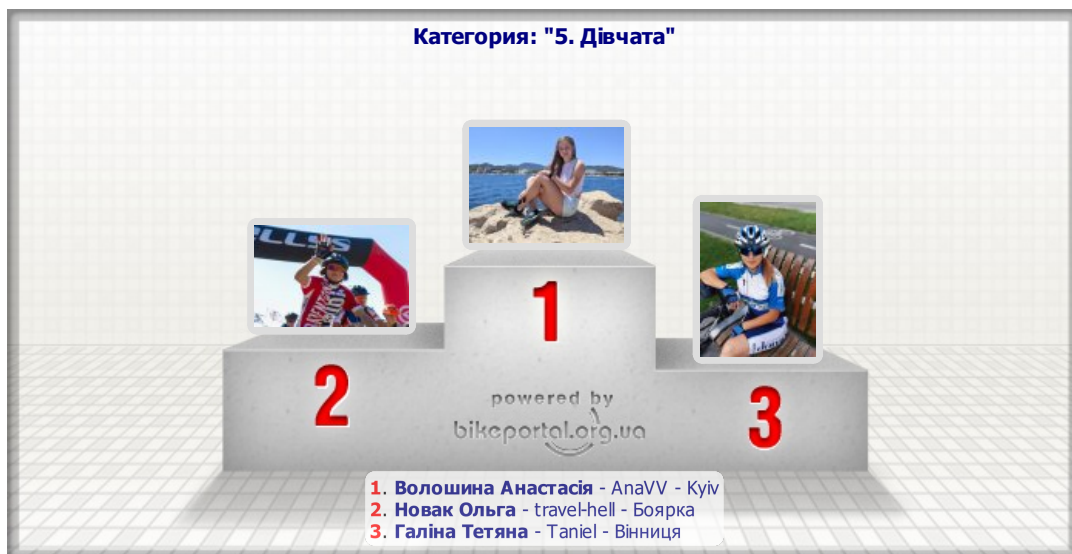 Категория: "5. Дівчата"
1
2
3
powered by
bikeportal.org.ua
1. Волошина Анастасія - AnaVV - Kyiv
2. Новак Ольга - travel-hell - Боярка
3. Галіна Тетяна - Taniel - Вінниця